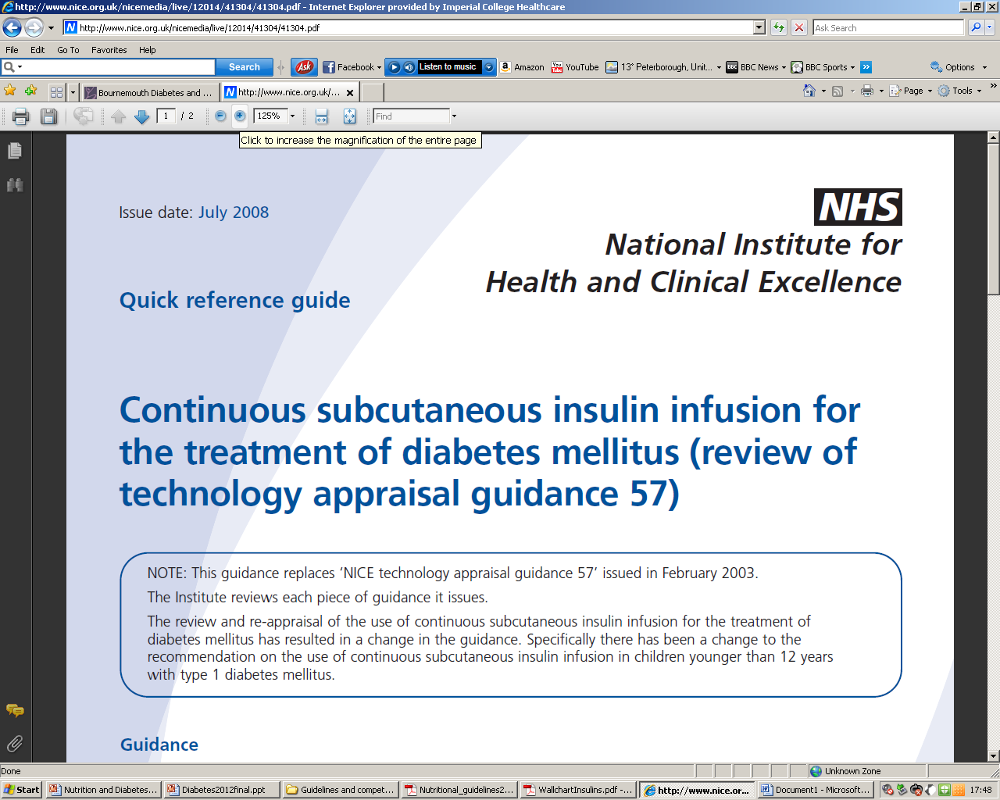 http://www.nice.org.uk/nicemedia/live/12014/41304/41304.pdf - Internet Explorer provided by Imperial College Healthcare
http://www.nice.org.uk/nicemedia/live/12014/41304/41304.pdf
Ask Search
File Edit Go To Favorites Help
Search Ask Facebook Listen to music Amazon YouTube 13° Peterborough, Unit... BBC News BBC Sports Options
Bournemouth Diabetes and ... http://www.nice.org.uk/... Page Tools
1 / 2 125% Find
Click to increase the magnification of the entire page
Issue date: July 2008
NHS
National Institute for
Health and Clinical Excellence
Quick reference guide
Continuous subcutaneous insulin infusion for
the treatment of diabetes mellitus (review of
technology appraisal guidance 57)
NOTE: This guidance replaces ‘NICE technology appraisal guidance 57’ issued in February 2003.
The Institute reviews each piece of guidance it issues.
The review and re-appraisal of the use of continuous subcutaneous insulin infusion for the treatment of
diabetes mellitus has resulted in a change in the guidance. Specifically there has been a change to the
recommendation on the use of continuous subcutaneous insulin infusion in children younger than 12 years
with type 1 diabetes mellitus.
Guidance
Done Unknown Zone
Start Nutrition and Diabetes... Diabetes2012final.ppt Guidelines and compet... Nutritional_guidelines2... WallchartInsulins.pdf -... http://www.nice.or... Document1 - Microsoft... 17:48